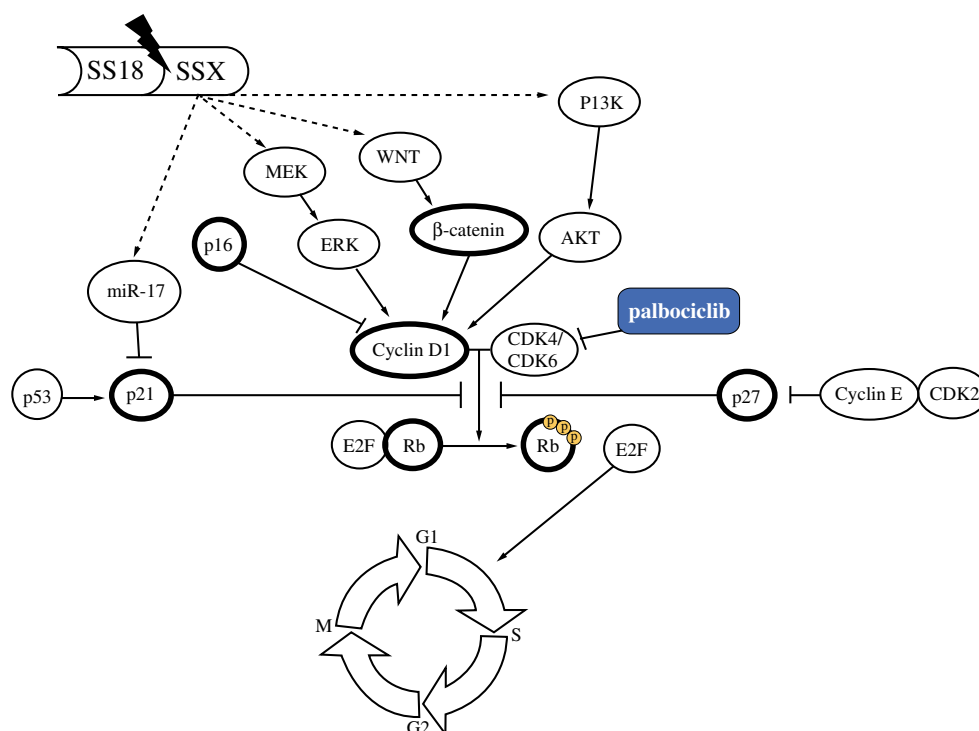 SS18
SSX
P13K
WNT
MEK
β-catenin
AKT
ERK
p16
miR-17
palbociclib
Cyclin D1
CDK4/
CDK6
p53
p21
p27
Cyclin E
CDK2
E2F
Rb
Rb
P
P
P
E2F
G1
M
S
G2